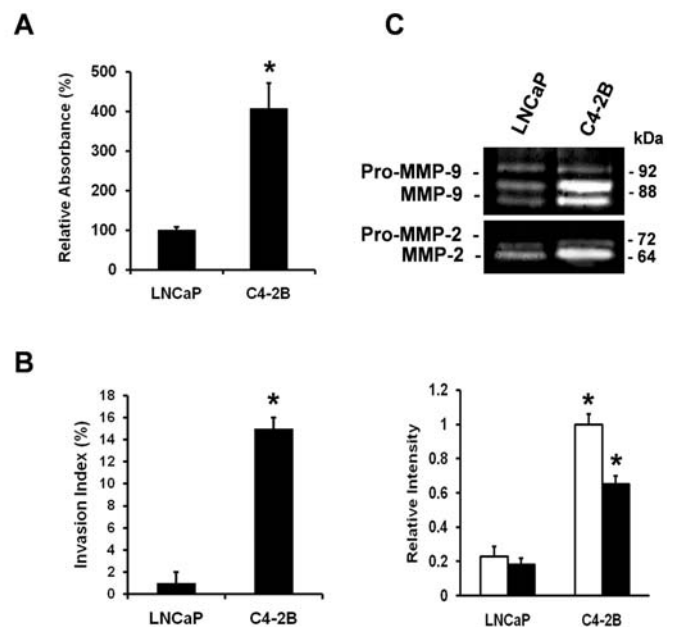 A
Relative Absorbance (%)
500
400
300
200
100
0
*
LNCaP
C4-2B
C
LNCaP
C4-2B
kDa
Pro-MMP-9 -
- 92
MMP-9 -
- 88
Pro-MMP-2 -
- 72
MMP-2 -
- 64
B
Invasion Index (%)
18
16
14
12
10
8
6
4
2
0
*
LNCaP
C4-2B
Relative Intensity
1.2
1
0.8
0.6
0.4
0.2
0
*
*
LNCaP
C4-2B